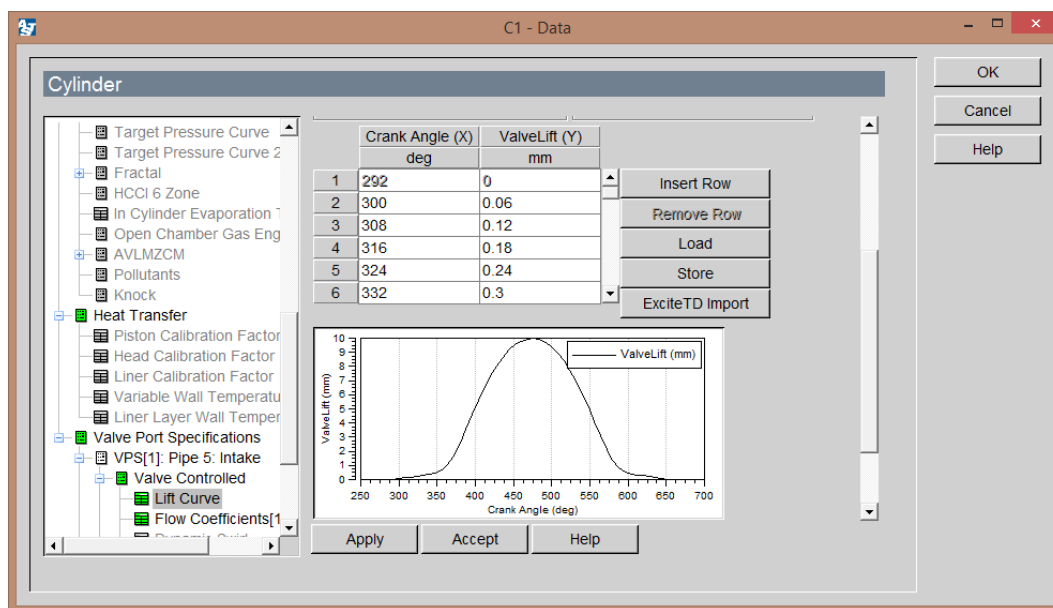 C1 - Data
Cylinder
OK
Cancel
Help
Target Pressure Curve
Target Pressure Curve 2
Fractal
HCCI 6 Zone
In Cylinder Evaporation
Open Chamber Gas Eng
AVLMZCM
Pollutants
Knock
Heat Transfer
Piston Calibration Factor
Head Calibration Factor
Liner Calibration Factor
Variable Wall Temperatu
Liner Layer Wall Temper
Valve Port Specifications
VPS[1]: Pipe 5: Intake
Valve Controlled
Lift Curve
Flow Coefficients[1
Crank Angle (X) ValveLift (Y)
deg mm
1 292 0
2 300 0.06
3 308 0.12
4 316 0.18
5 324 0.24
6 332 0.3
Insert Row
Remove Row
Load
Store
ExciteTD Import
ValveLift (mm)
10
9
8
7
6
5
4
3
2
1
0
ValveLift (mm)
250 300 350 400 450 500 550 600 650 700
Crank Angle (deg)
Apply Accept Help